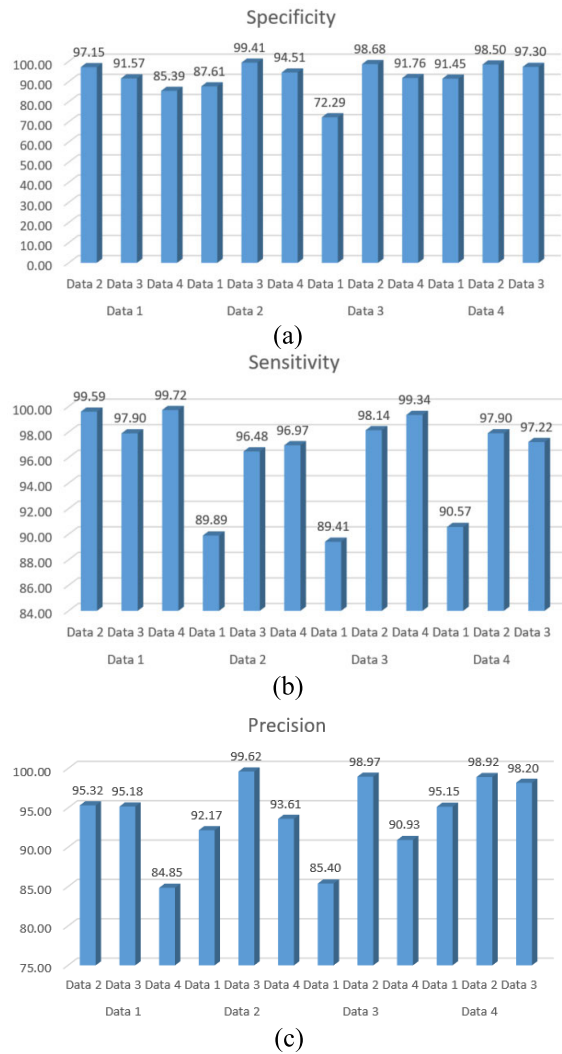 Specificity
97.15 91.57 85.39 87.61 99.41 94.51 72.29 98.68 91.76 91.45 98.50 97.30
100.00
90.00
80.00
70.00
60.00
50.00
40.00
30.00
20.00
10.00
0.00
Data 2 Data 3 Data 4 Data 1 Data 3 Data 4 Data 1 Data 2 Data 4 Data 1 Data 2 Data 3
Data 1 Data 2 Data 3 Data 4
(a)
Sensitivity
99.59 97.90 99.72 89.89 96.48 96.97 89.41 98.14 99.34 90.57 97.90 97.22
100.00
98.00
96.00
94.00
92.00
90.00
88.00
86.00
84.00
Data 2 Data 3 Data 4 Data 1 Data 3 Data 4 Data 1 Data 2 Data 4 Data 1 Data 2 Data 3
Data 1 Data 2 Data 3 Data 4
(b)
Precision
95.32 95.18 84.85 92.17 99.62 93.61 85.40 98.97 90.93 95.15 98.92 98.20
100.00
95.00
90.00
85.00
80.00
75.00
Data 2 Data 3 Data 4 Data 1 Data 3 Data 4 Data 1 Data 2 Data 4 Data 1 Data 2 Data 3
Data 1 Data 2 Data 3 Data 4
(c)